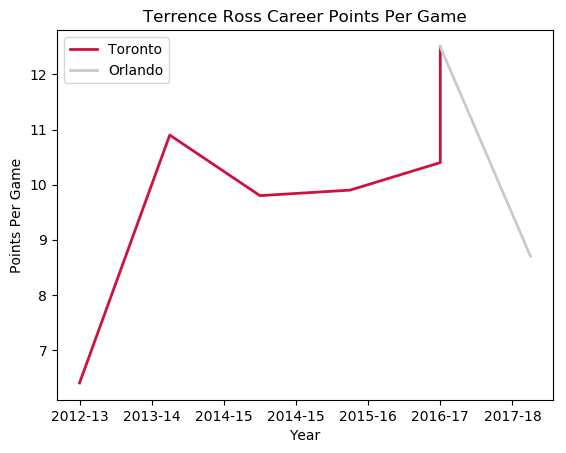 Terrence Ross Career Points Per Game
Toronto
Orlando
12
11
10
9
8
7
Points Per Game
2012-13 2013-14 2014-15 2014-15 2015-16 2016-17 2017-18
Year